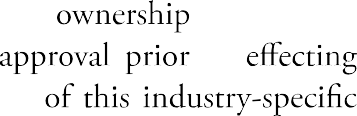 ownership
approval prior effecting
of this industry-specific